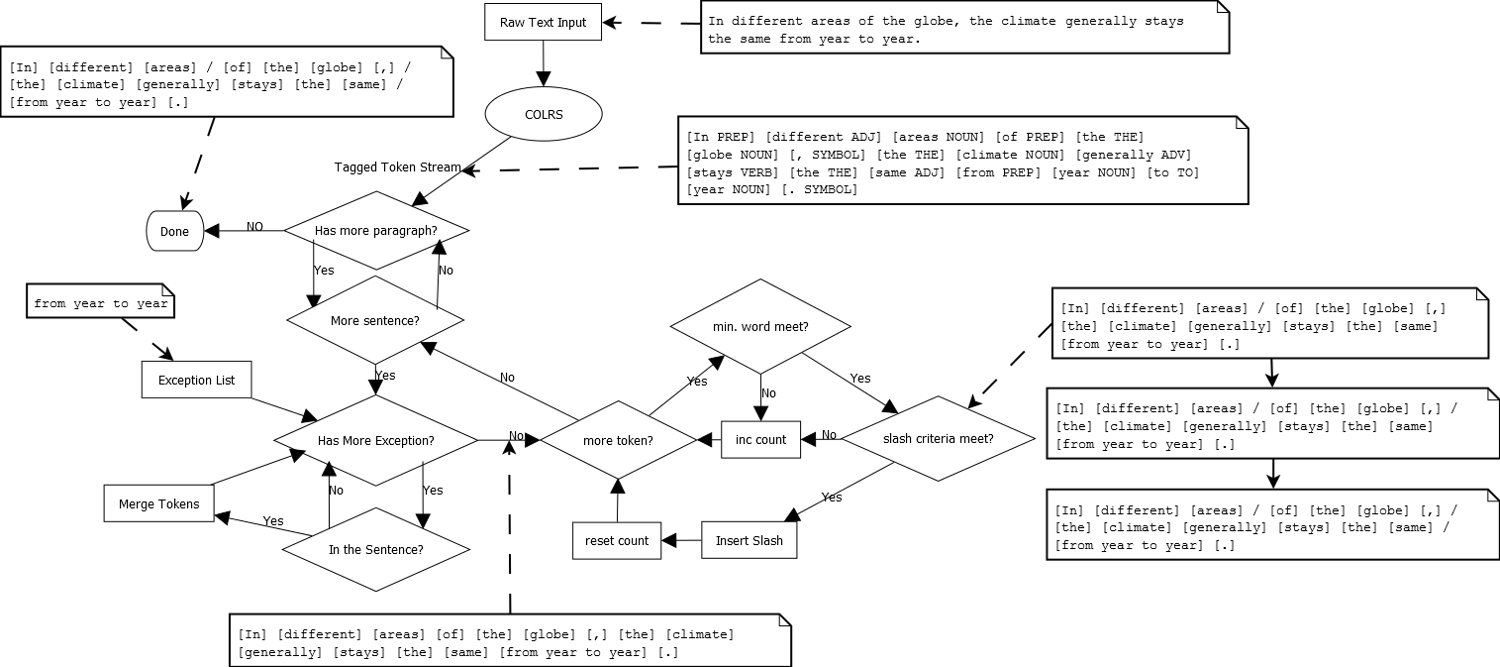 Raw Text Input
In different areas of the globe, the climate generally stays
the same from year to year.
[In] [different] [areas] / [of] [the] [globe] [,] /
[the] [climate] [generally] [stays] [the] [same] /
[from year to year] [.]
COLRS
[In PREP] [different ADJ] [areas NOUN] [of PREP] [the THE]
[globe NOUN] [, SYMBOL] [the THE] [climate NOUN] [generally ADV]
[stays VERB] [the THE] [same ADJ] [from PREP] [year NOUN] [to TO]
[year NOUN] [. SYMBOL]
Tagged Token Stream
Done
NO
Has more paragraph?
Yes
No
from year to year
More sentence?
min. word meet?
[In] [different] [areas] / [of] [the] [globe] [,]
[the] [climate] [generally] [stays] [the] [same]
[from year to year] [.]
Exception List
Yes
No
Yes
Yes
No
[In] [different] [areas] / [of] [the] [globe] [,] /
[the] [climate] [generally] [stays] [the] [same]
[from year to year] [.]
Has More Exception?
No
more token?
inc count
No
slash criteria meet?
Merge Tokens
No
Yes
Yes
Yes
[In] [different] [areas] / [of] [the] [globe] [,] /
[the] [climate] [generally] [stays] [the] [same] /
[from year to year] [.]
In the Sentence?
reset count
Insert Slash
[In] [different] [areas] [of] [the] [globe] [,] [the] [climate]
[generally] [stays] [the] [same] [from year to year] [.]